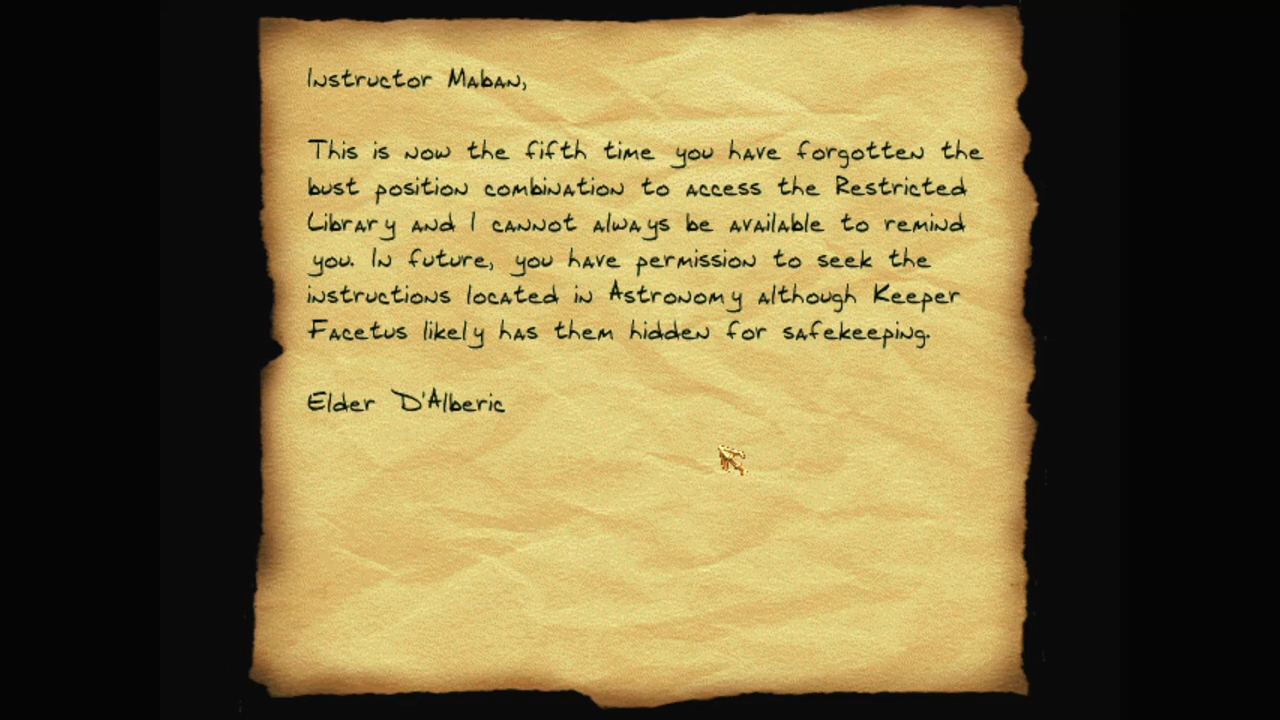 Instructor Maban,
This is now the fifth time you have forgotten the
bust position combination to access the Restricted
Library and I cannot always be available to remind
you. In future, you have permission to seek the
instructions located in Astronomy although Keeper
Facetus likely has them hidden for safekeeping.
Elder D'Alberic